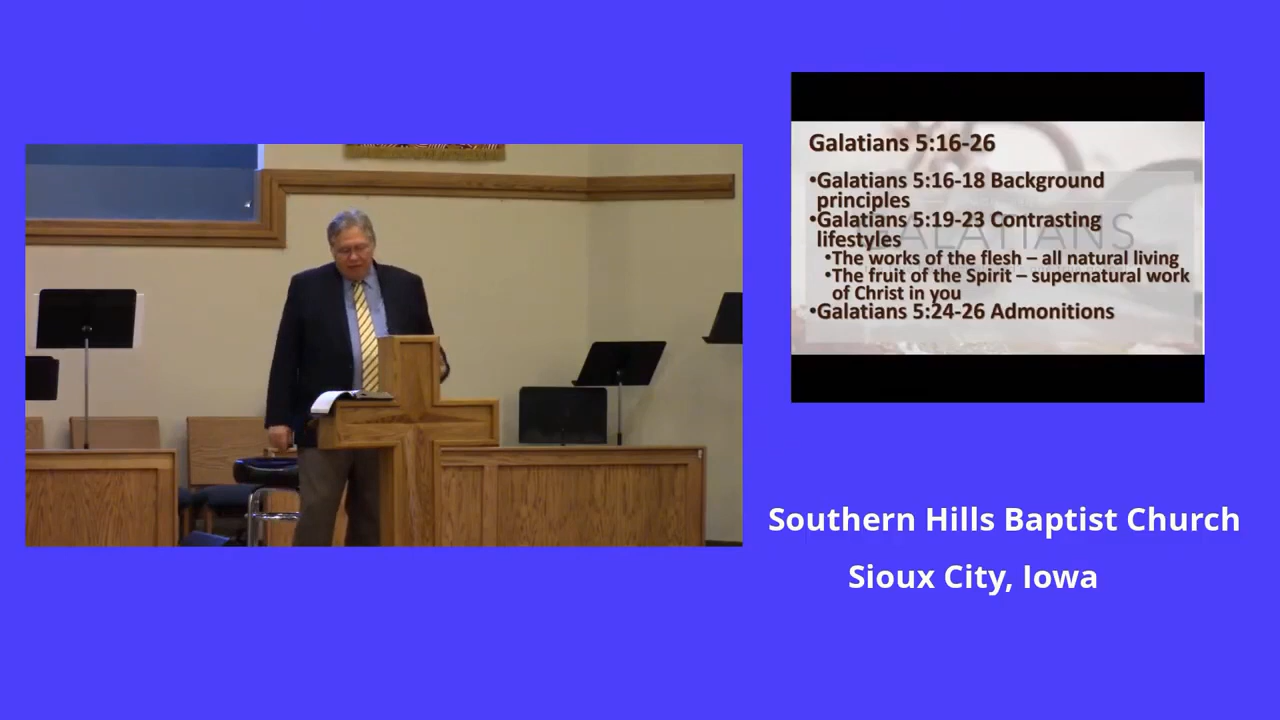 Galatians 5:16-26
•Galatians 5:16-18 Background
principles
•Galatians 5:19-23 Contrasting
lifestyles
•The works of the flesh – all natural living
•The fruit of the Spirit – supernatural work
of Christ in you
•Galatians 5:24-26 Admonitions
GALATIANS
Southern Hills Baptist Church
Sioux City, Iowa